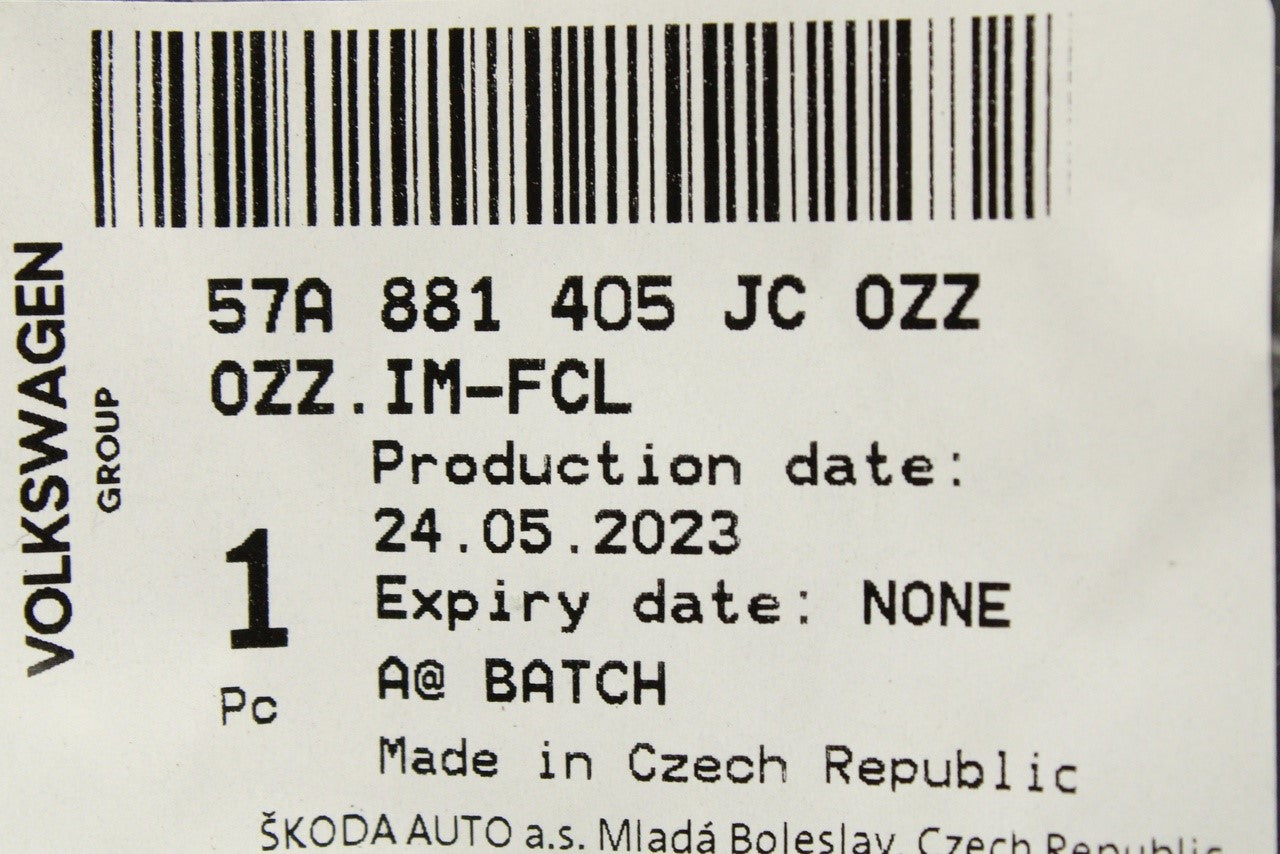 VOLKSWAGEN
GROUP
57A 881 405 JC 0ZZ
0ZZ.IM-FCL
Production date:
24.05.2023
Expiry date: NONE
A@ BATCH
1
Pc
Made in Czech Republic
ŠKODA AUTO a.s. Mladá Boleslav, Czech Republic